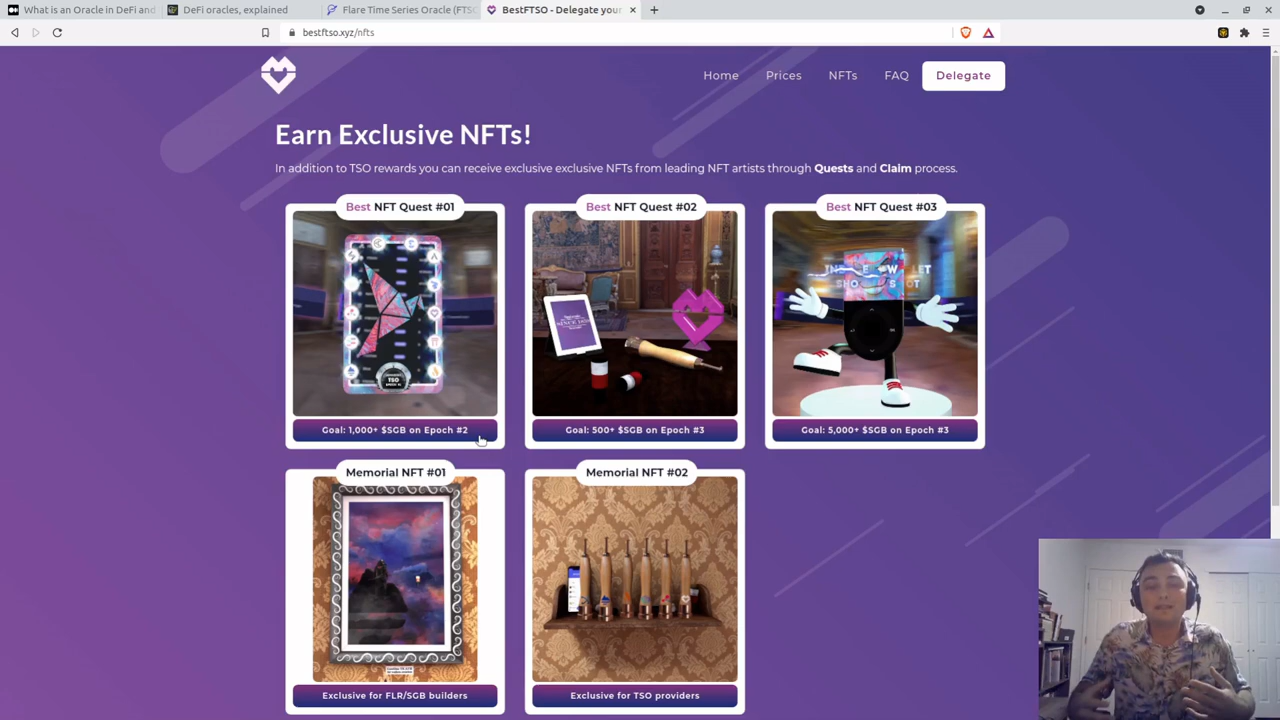 What is an Oracle in DeFi and
DeFi oracles, explained
Flare Time Series Oracle (FTSO
BestFTSO - Delegate your
bestftso.xyz/nfts
Home
Prices
NFTs
FAQ
Delegate
Earn Exclusive NFTs!
In addition to TSO rewards you can receive exclusive exclusive NFTs from leading NFT artists through Quests and Claim process.
Best NFT Quest #01
Best NFT Quest #02
Best NFT Quest #03
Goal: 1,000+ $SGB on Epoch #2
Goal: 500+ $SGB on Epoch #3
Goal: 5,000+ $SGB on Epoch #3
Memorial NFT #01
Memorial NFT #02
Exclusive for FLR/SGB builders
Exclusive for TSO providers